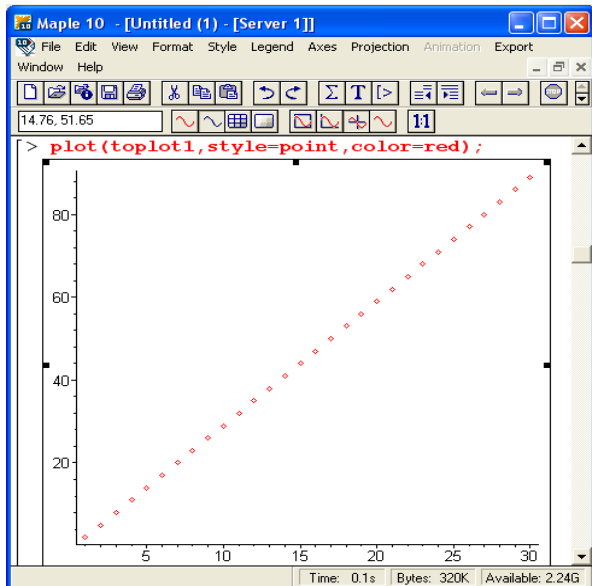 Maple 10 - [Untitled (1) - [Server 1]]
File Edit View Format Style Legend Axes Projection Animation Export
Window Help
Σ T [>
14.76, 51.65
1:1
[> plot(toplot1,style=point,color=red);
80
60
40
20
5 10 15 20 25 30
Time: 0.1s Bytes: 320K Available: 2.24G